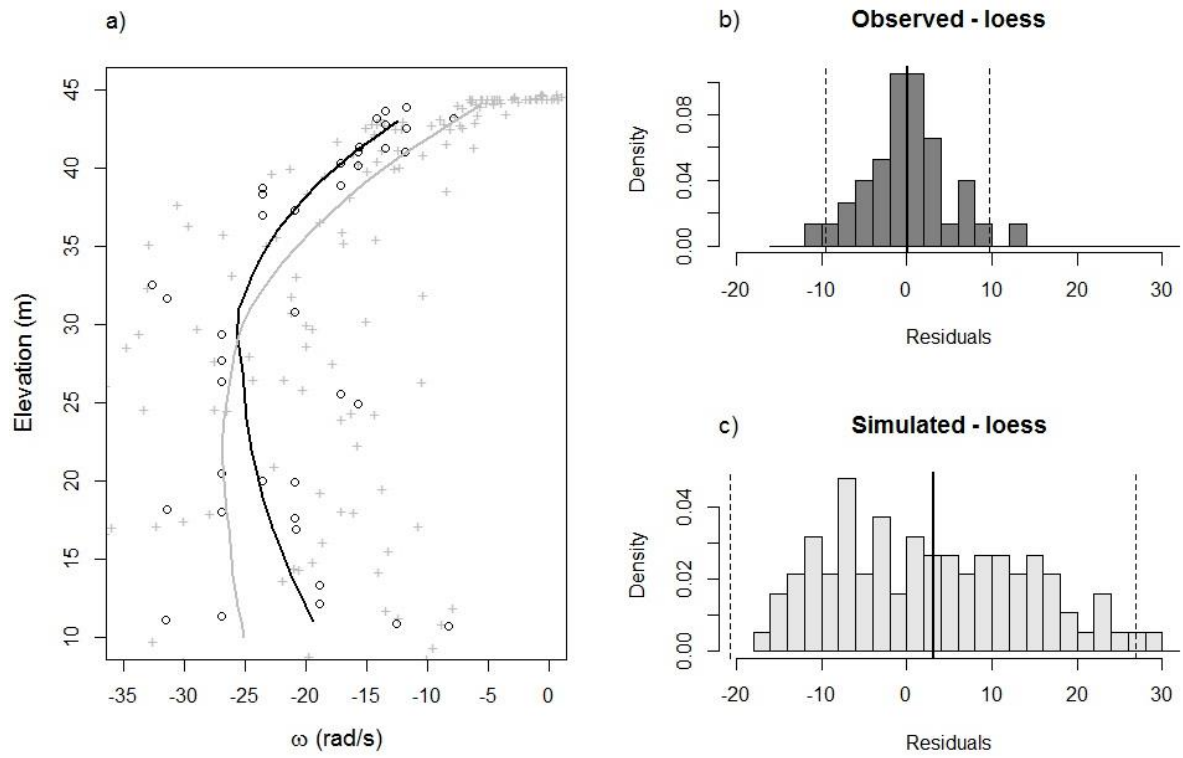 a)
45
40
35
30
25
20
15
10
Elevation (m)
-35 -30 -25 -20 -15 -10 -5 0
ω (rad/s)
b) Observed - loess
0.08
0.04
0.00
Density
-20 -10 0 10 20 30
Residuals
c) Simulated - loess
0.04
0.02
0.00
Density
-20 -10 0 10 20 30
Residuals